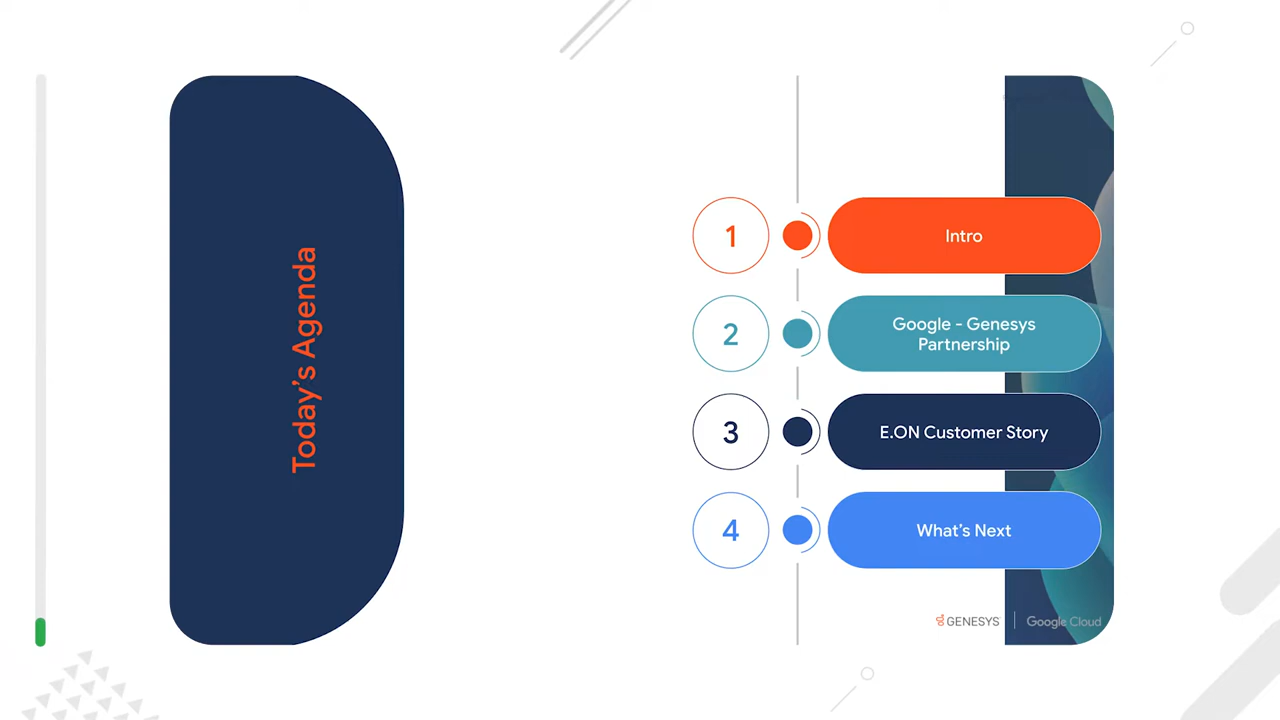 Today's Agenda
1
Intro
2
Google - Genesys
Partnership
3
E.ON Customer Story
4
What's Next
GENESYS
Google Cloud